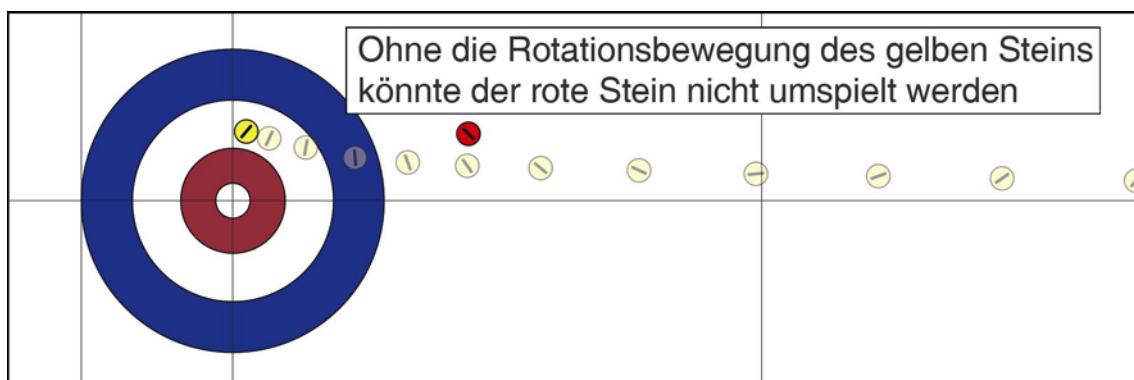 Ohne die Rotationsbewegung des gelben Steins
könnte der rote Stein nicht umspielt werden